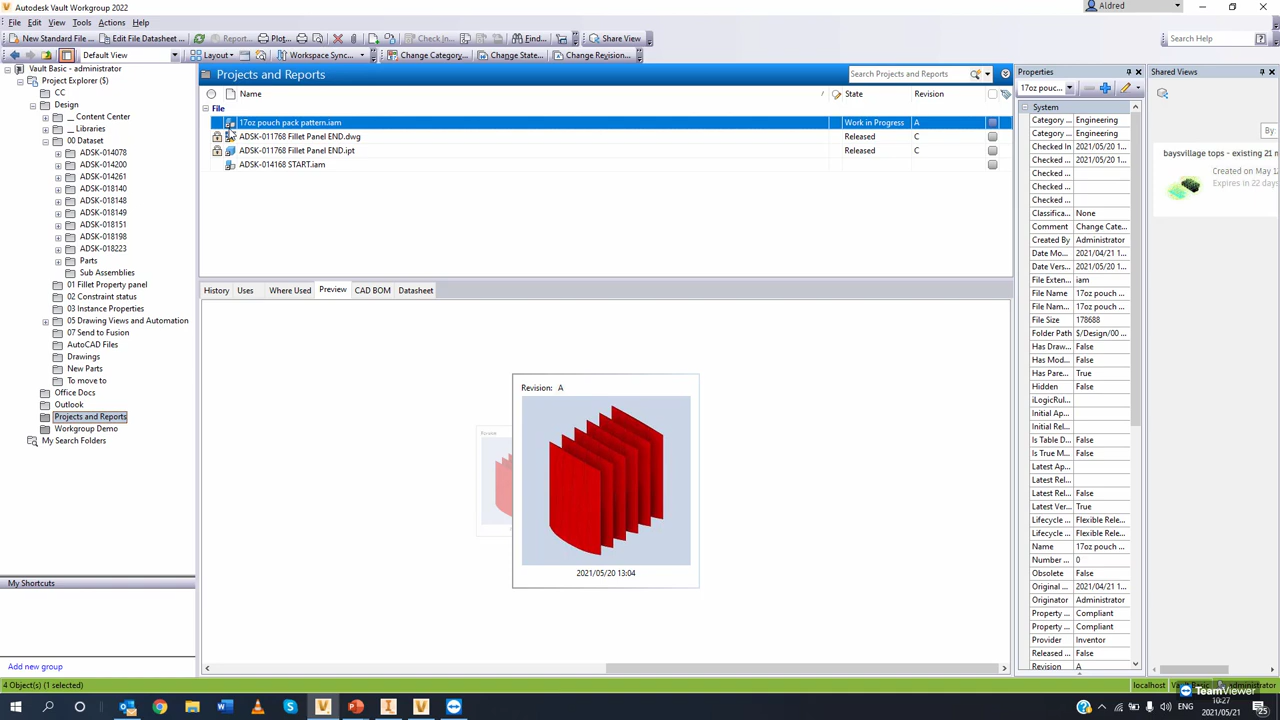 Autodesk Vault Workgroup 2022
Aldred
File Edit View Tools Actions Help
New Standard File... Edit File Datasheet... Report... Plot... Check In... Find... Share View
Search Help
Default View Layout Workspace Sync... Change Category... Change State... Change Revision...
Vault Basic - administrator
Project Explorer ($)
CC
Design
__ Content Center
__ Libraries
00 Dataset
ADSK-014078
ADSK-014200
ADSK-014261
ADSK-018140
ADSK-018148
ADSK-018149
ADSK-018151
ADSK-018198
ADSK-018223
Parts
Sub Assemblies
01 Fillet Property panel
02 Constraint status
03 Instance Properties
05 Drawing Views and Automation
07 Send to Fusion
AutoCAD Files
Drawings
New Parts
To move to
Office Docs
Outlook
Projects and Reports
Workgroup Demo
My Search Folders
My Shortcuts
Add new group
Projects and Reports
Search Projects and Reports
Name / State Revision
File
17oz pouch pack pattern.iam Work in Progress A
ADSK-011768 Fillet Panel END.dwg Released C
ADSK-011768 Fillet Panel END.ipt Released C
ADSK-014168 START.iam
History Uses Where Used Preview CAD BOM Datasheet
Revision: A
2021/05/20 13:04
Properties
17oz pouc...
System
Category ... Engineering
Category ... Engineering
Checked In 2021/05/20 ...
Checked ... 2021/05/20 ...
Checked ...
Checked ...
Checked ...
Classifica... None
Comment Change Cate...
Created By Administrator
Date Mo... 2021/04/21 1...
Date Vers... 2021/05/20 1...
File Exten... iam
File Name 17oz pouch ...
File Nam... 17oz pouch ...
File Size 178688
Folder Path $/Design/00 ...
Has Draw... False
Has Mod... False
Has Pare... True
Hidden False
iLogicRul...
Initial Ap...
Initial Rel...
Is Table D... False
Is True M... False
Latest Ap...
Latest Rel...
Latest Rel... False
Latest Ver... True
Lifecycle ... Flexible Rele...
Lifecycle ... Flexible Rele...
Name 17oz pouch ...
Number ... 0
Obsolete False
Original ... 2021/04/21 1...
Originator Administrator
Property ... Compliant
Property ... Compliant
Provider Inventor
Released ... False
Revision A
Shared Views
By
baysvillage tops - existing 21 m
Created on May 1
Expires in 22 days
4 Object(s) (1 selected)
localhost Vault Basic administrator
TeamViewer
ENG
10:27
2021/05/21
25